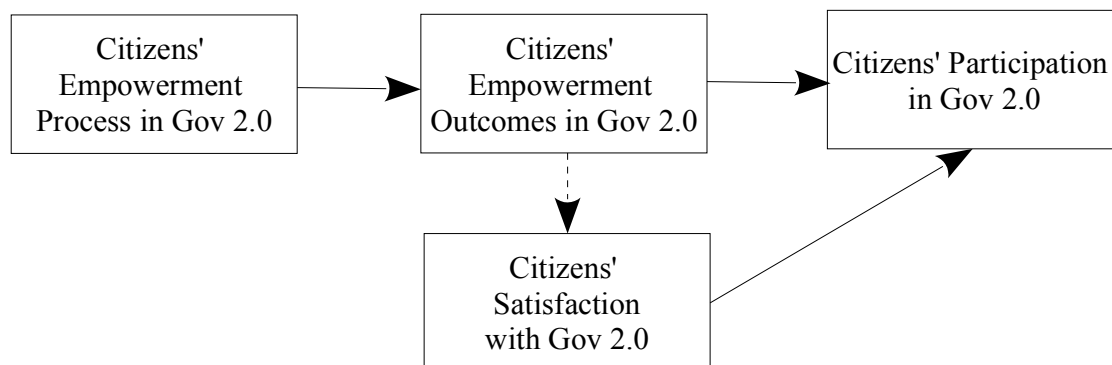 Citizens'
Empowerment
Process in Gov 2.0
Citizens'
Empowerment
Outcomes in Gov 2.0
Citizens' Participation
in Gov 2.0
Citizens'
Satisfaction
with Gov 2.0